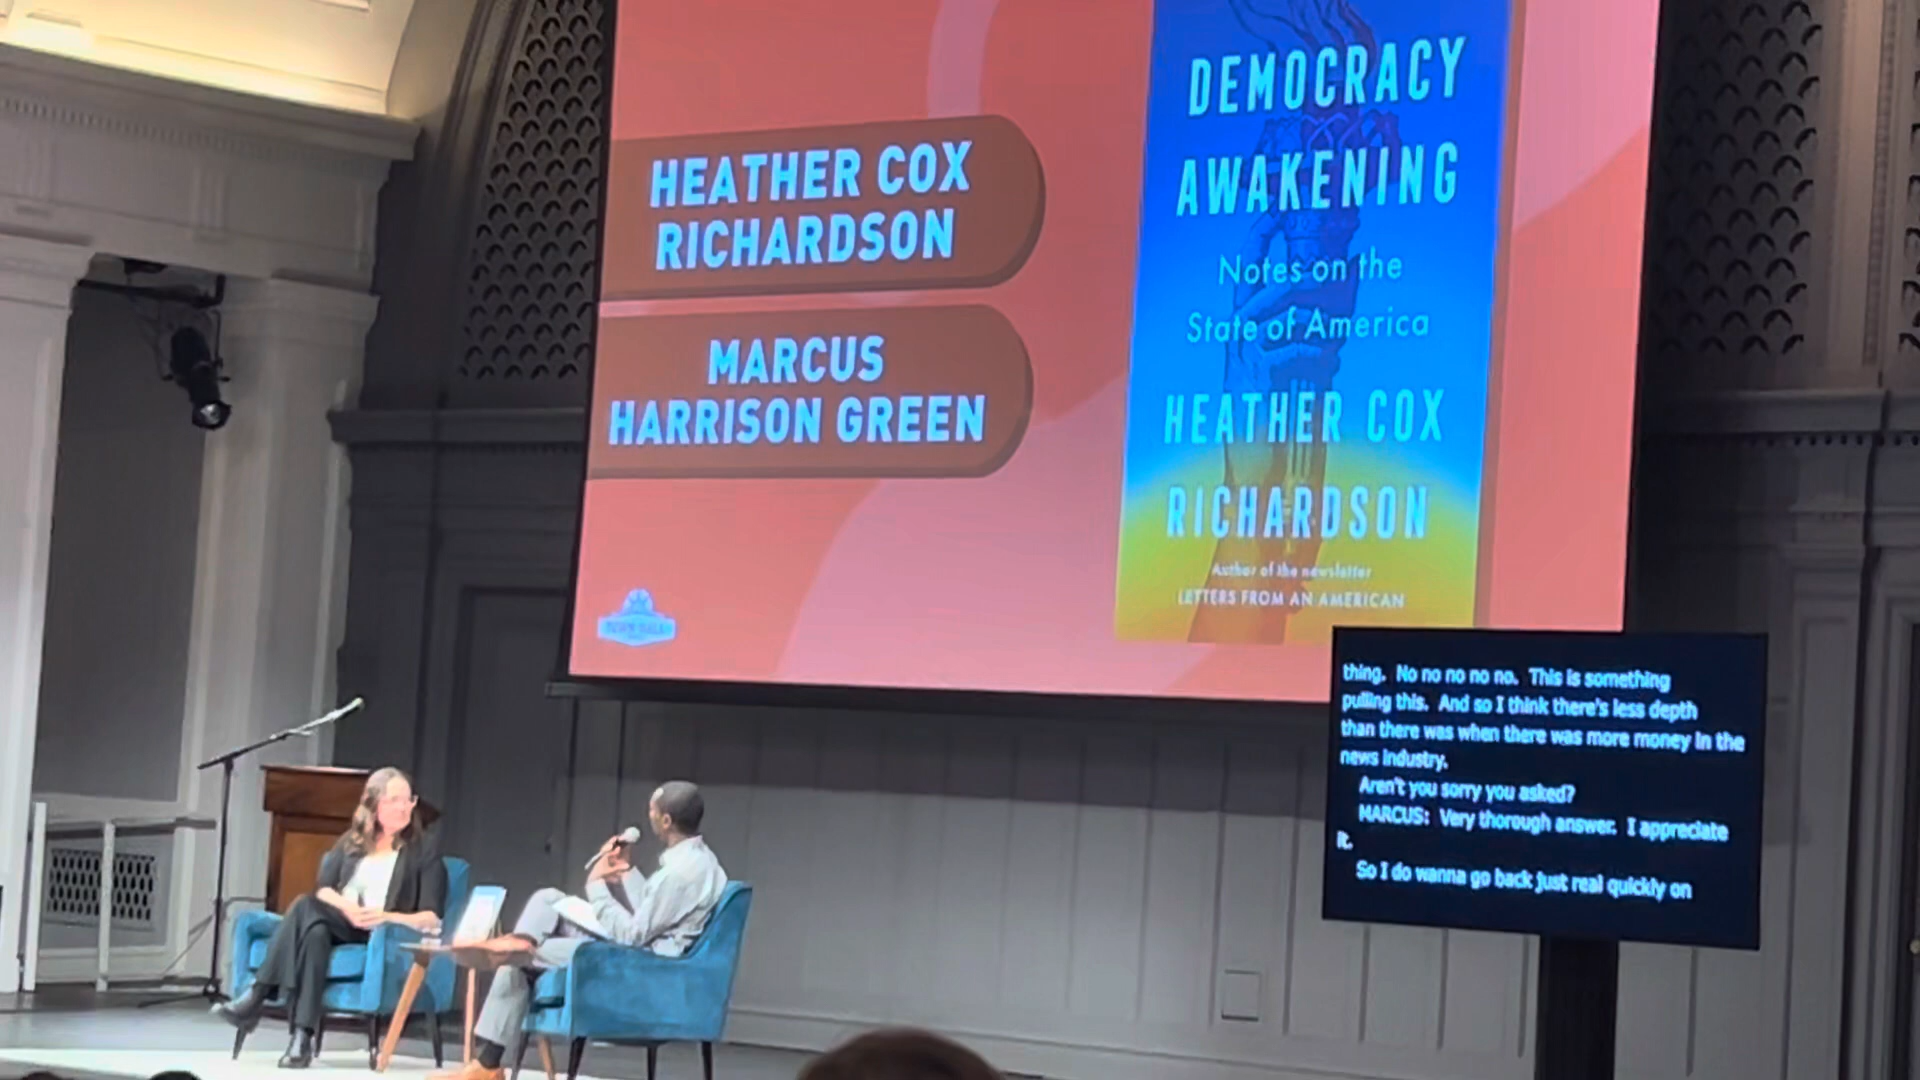 HEATHER COX
RICHARDSON
MARCUS
HARRISON GREEN
DEMOCRACY
AWAKENING
Notes on the
State of America
HEATHER COX
RICHARDSON
Author of the newsletter
LETTERS FROM AN AMERICAN
TOWN HALL
thing. No no no no no. This is something
pulling this. And so I think there's less depth
than there was when there was more money in the
news industry.
Aren't you sorry you asked?
MARCUS: Very thorough answer. I appreciate
it.
So I do wanna go back just real quickly on